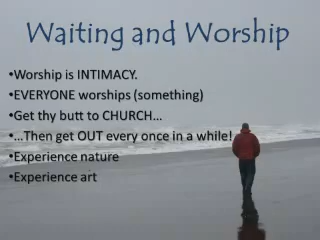 Waiting and Worship
•Worship is INTIMACY.
•EVERYONE worships (something)
•Get thy butt to CHURCH…
•…Then get OUT every once in a while!
•Experience nature
•Experience art